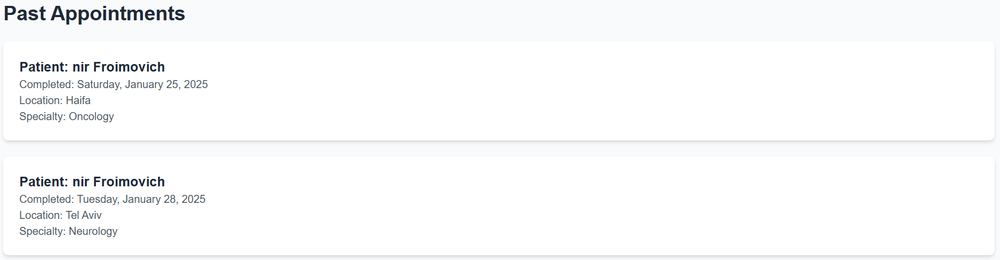 Past Appointments
Patient: nir Froimovich
Completed: Saturday, January 25, 2025
Location: Haifa
Specialty: Oncology
Patient: nir Froimovich
Completed: Tuesday, January 28, 2025
Location: Tel Aviv
Specialty: Neurology